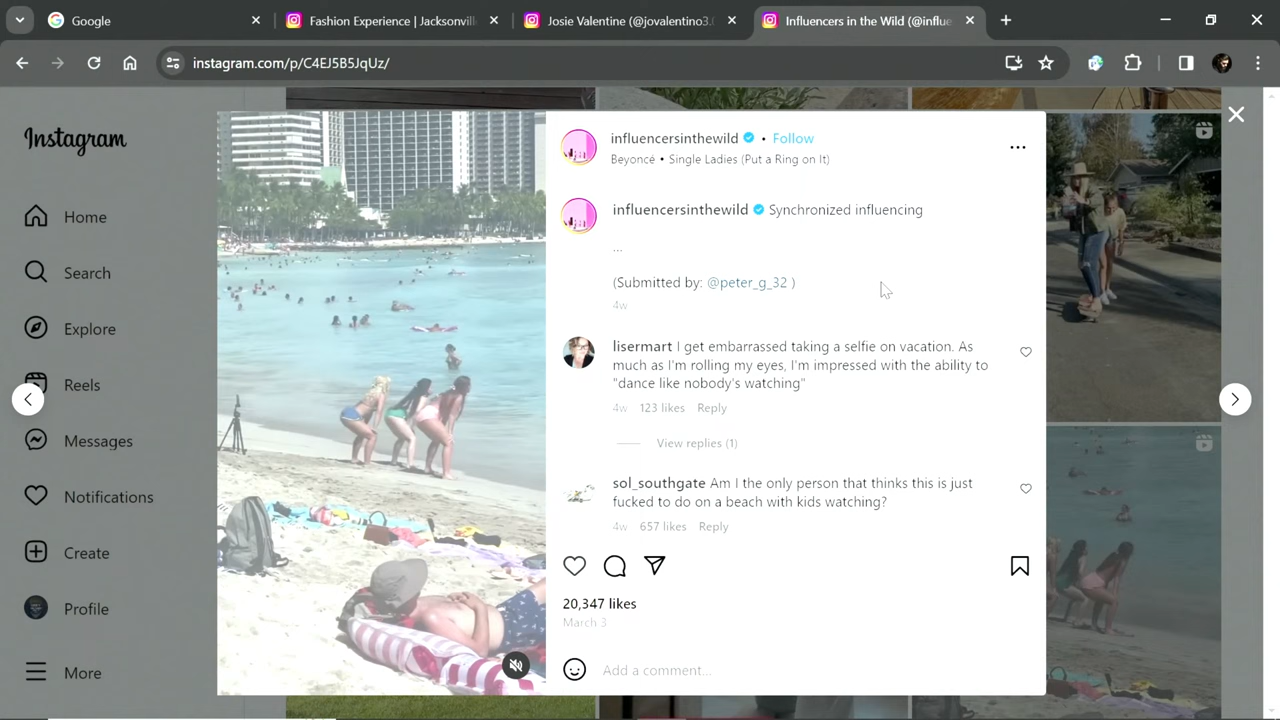 Google
Fashion Experience | Jacksonvill
Josie Valentine (@jovalentino3.
Influencers in the Wild (@influe
instagram.com/p/C4EJ5B5JqUz/
Instagram
Home
Search
Explore
Reels
Messages
Notifications
Create
Profile
More
influencersinthewild • Follow
Beyoncé • Single Ladies (Put a Ring on It)
influencersinthewild Synchronized influencing
...
(Submitted by: @peter_g_32 )
4w
lisermart I get embarrassed taking a selfie on vacation. As
much as I'm rolling my eyes, I'm impressed with the ability to
"dance like nobody's watching"
4w 123 likes Reply
View replies (1)
sol_southgate Am I the only person that thinks this is just
fucked to do on a beach with kids watching?
4w 657 likes Reply
20,347 likes
March 3
Add a comment...